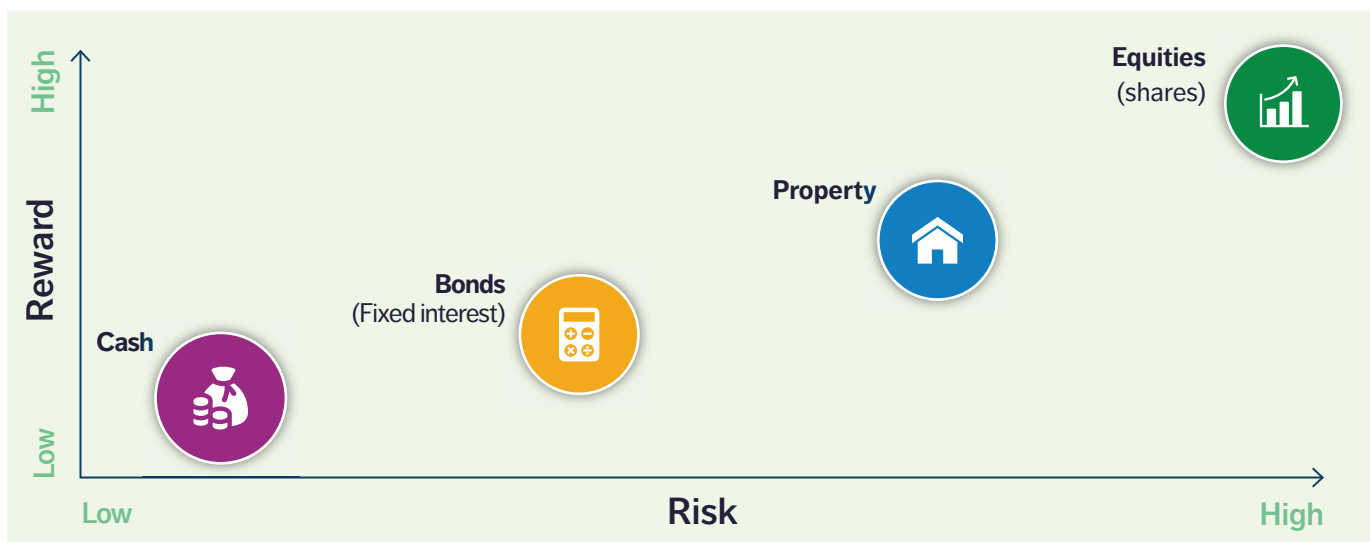 High
Equities
(shares)
Property
Reward
Bonds
(Fixed interest)
Cash
Low
Low
Risk
High